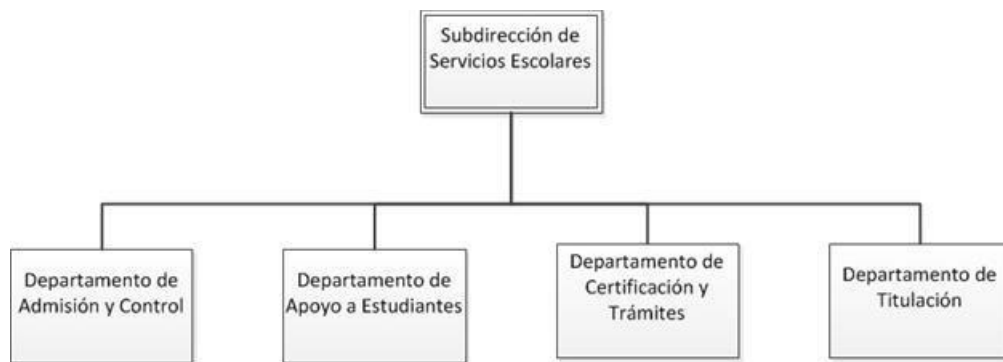 Subdirección de
Servicios Escolares
Departamento de
Admisión y Control
Departamento de
Apoyo a Estudiantes
Departamento de
Certificación y
Trámites
Departamento de
Titulación